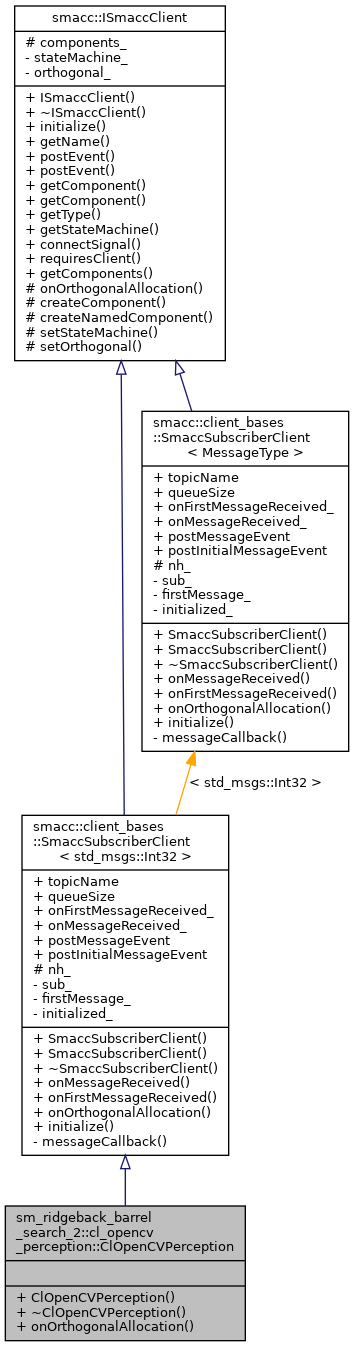 smacc::ISmaccClient
# components_
- stateMachine_
- orthogonal_
+ ISmaccClient()
+ ~ISmaccClient()
+ initialize()
+ getName()
+ postEvent()
+ postEvent()
+ getComponent()
+ getComponent()
+ getType()
+ getStateMachine()
+ connectSignal()
+ requiresClient()
+ getComponents()
# onOrthogonalAllocation()
# createComponent()
# createNamedComponent()
# setStateMachine()
# setOrthogonal()
smacc::client_bases
::SmaccSubscriberClient
< MessageType >
+ topicName
+ queueSize
+ onFirstMessageReceived_
+ onMessageReceived_
+ postMessageEvent
+ postInitialMessageEvent
# nh_
- sub_
- firstMessage_
- initialized_
+ SmaccSubscriberClient()
+ SmaccSubscriberClient()
+ ~SmaccSubscriberClient()
+ onMessageReceived()
+ onFirstMessageReceived()
+ onOrthogonalAllocation()
+ initialize()
- messageCallback()
< std_msgs::Int32 >
smacc::client_bases
::SmaccSubscriberClient
< std_msgs::Int32 >
+ topicName
+ queueSize
+ onFirstMessageReceived_
+ onMessageReceived_
+ postMessageEvent
+ postInitialMessageEvent
# nh_
- sub_
- firstMessage_
- initialized_
+ SmaccSubscriberClient()
+ SmaccSubscriberClient()
+ ~SmaccSubscriberClient()
+ onMessageReceived()
+ onFirstMessageReceived()
+ onOrthogonalAllocation()
+ initialize()
- messageCallback()
sm_ridgeback_barrel
_search_2::cl_opencv
_perception::ClOpenCVPerception
+ ClOpenCVPerception()
+ ~ClOpenCVPerception()
+ onOrthogonalAllocation()